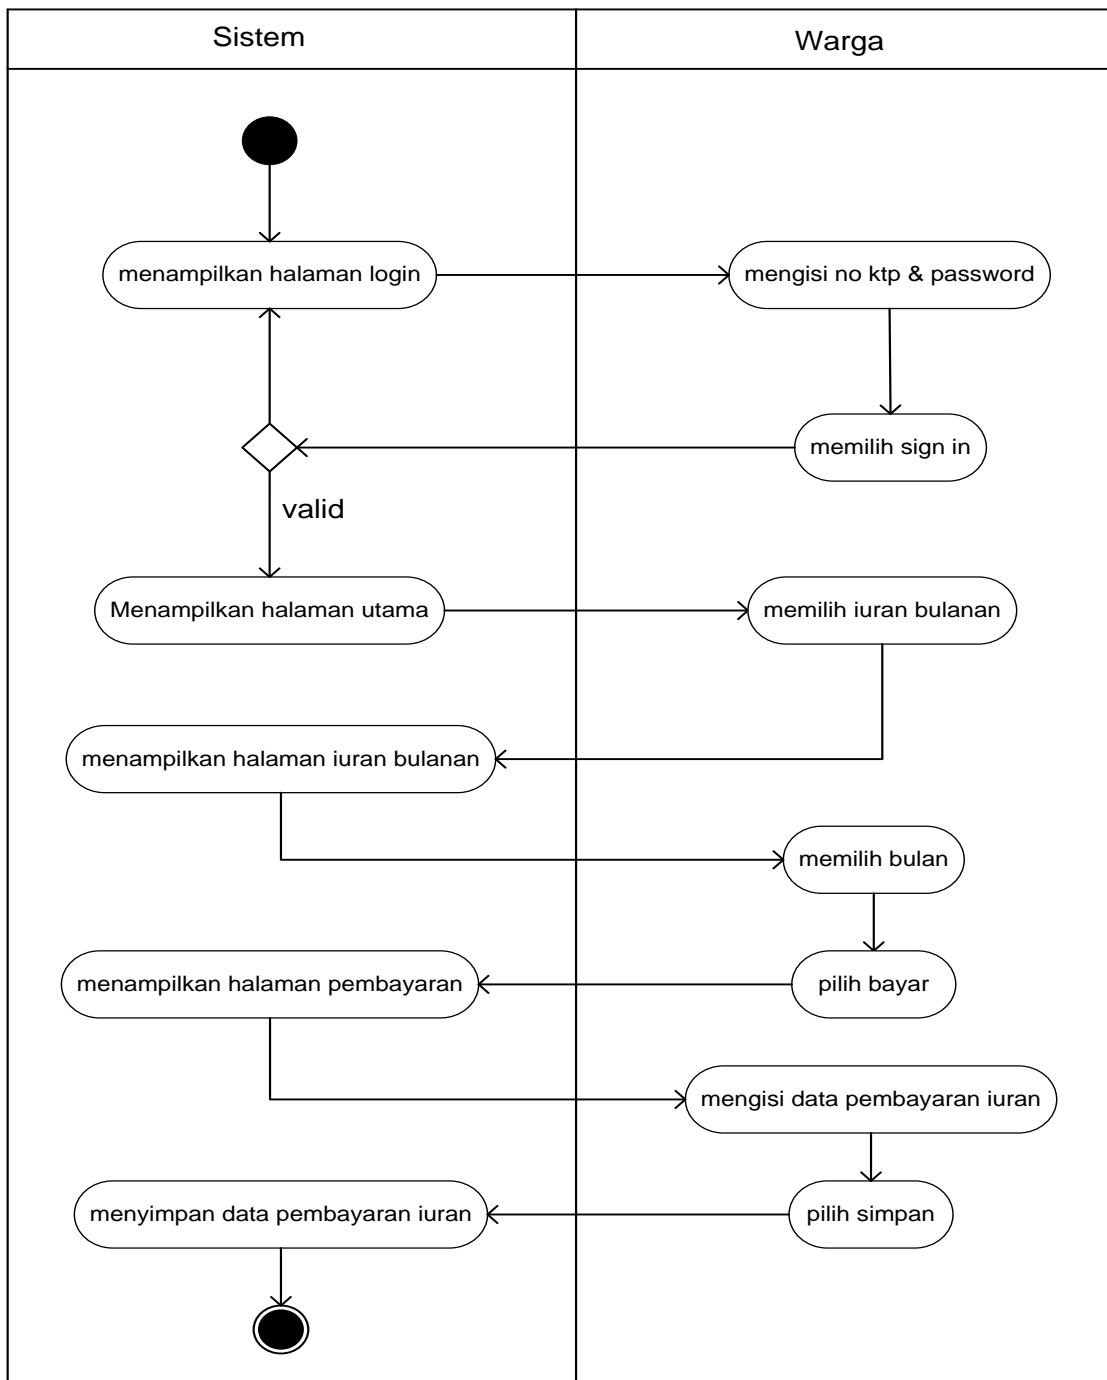 Sistem
Warga
menampilkan halaman login
mengisi no ktp & password
memilih sign in
valid
Menampilkan halaman utama
memilih iuran bulanan
menampilkan halaman iuran bulanan
memilih bulan
menampilkan halaman pembayaran
pilih bayar
mengisi data pembayaran iuran
menyimpan data pembayaran iuran
pilih simpan